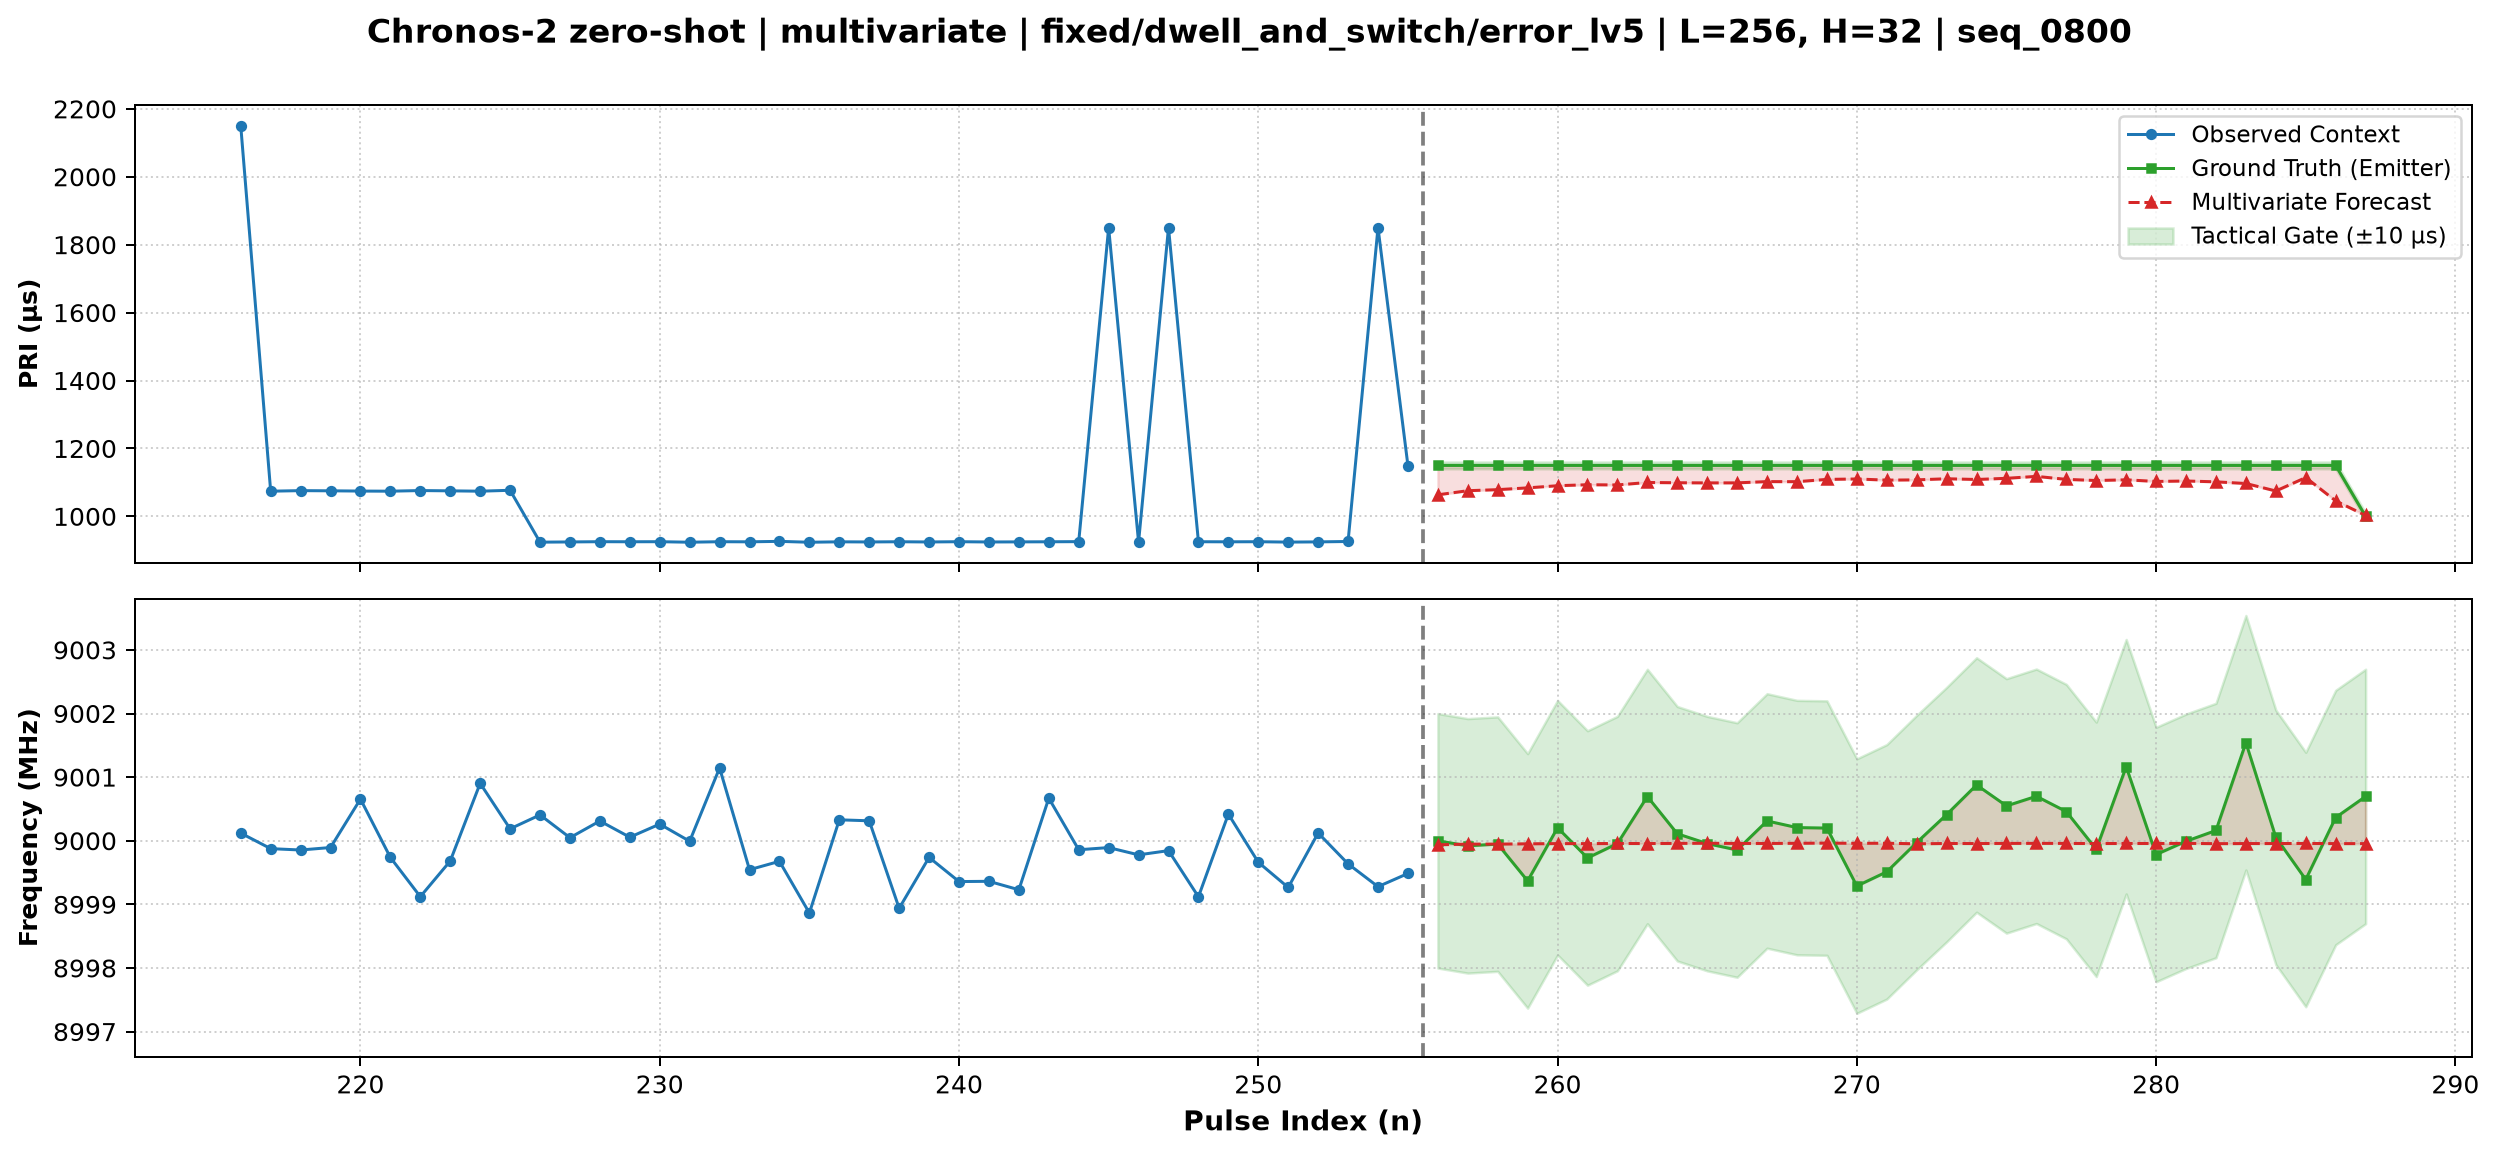 Chronos-2 zero-shot | multivariate | fixed/dwell_and_switch/error_lv5 | L=256, H=32 | seq_0800
2200
2000
1800
1600
1400
1200
1000
PRI (µs)
Observed Context
Ground Truth (Emitter)
Multivariate Forecast
Tactical Gate (±10 µs)
9003
9002
9001
9000
8999
8998
8997
Frequency (MHz)
220 230 240 250 260 270 280 290
Pulse Index (n)